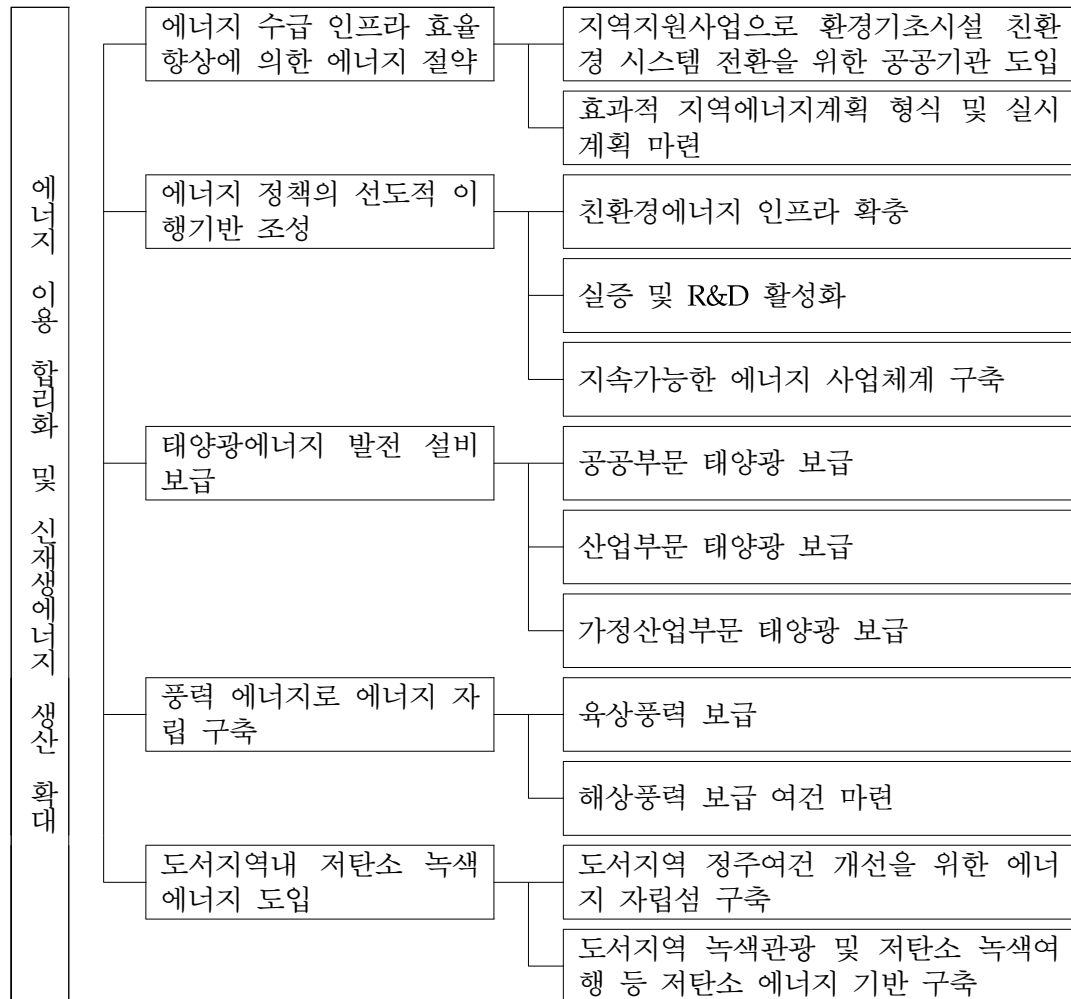 에너지 이용 합리화 및 신재생에너지 생산 확대
에너지 수급 인프라 효율
향상에 의한 에너지 절약
지역지원사업으로 환경기초시설 친환
경 시스템 전환을 위한 공공기관 도입
효과적 지역에너지계획 형식 및 실시
계획 마련
에너지 정책의 선도적 이
행기반 조성
친환경에너지 인프라 확충
실증 및 R&D 활성화
지속가능한 에너지 사업체계 구축
태양광에너지 발전 설비
보급
공공부문 태양광 보급
산업부문 태양광 보급
가정산업부문 태양광 보급
풍력 에너지로 에너지 자
립 구축
육상풍력 보급
해상풍력 보급 여건 마련
도서지역내 저탄소 녹색
에너지 도입
도서지역 정주여건 개선을 위한 에너
지 자립섬 구축
도서지역 녹색관광 및 저탄소 녹색여
행 등 저탄소 에너지 기반 구축